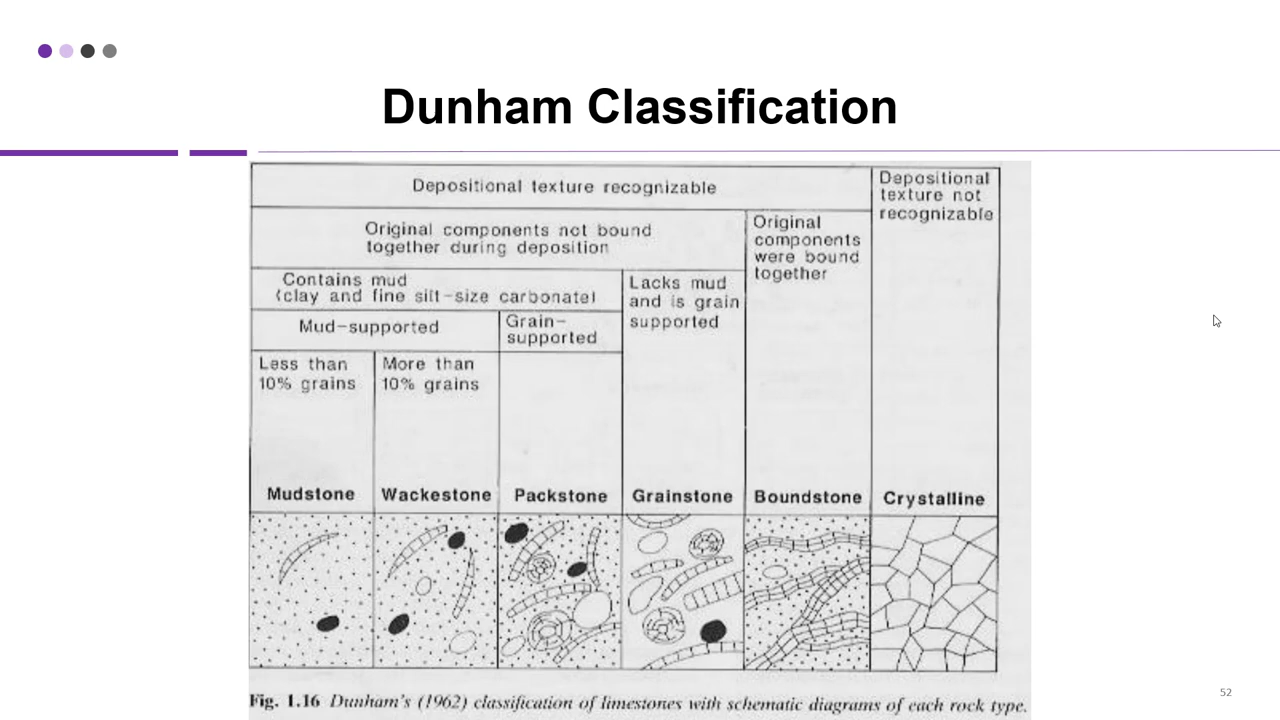 Dunham Classification
Depositional texture recognizable
Depositional
texture not
recognizable
Original components not bound
together during deposition
Original
components
were bound
together
Contains mud
(clay and fine silt-size carbonate)
Lacks mud
and is grain
supported
Mud-supported
Grain-
supported
Less than
10% grains
More than
10% grains
Mudstone
Wackestone
Packstone
Grainstone
Boundstone
Crystalline
Fig. 1.16 Dunham's (1962) classification of limestones with schematic diagrams of each rock type.
52